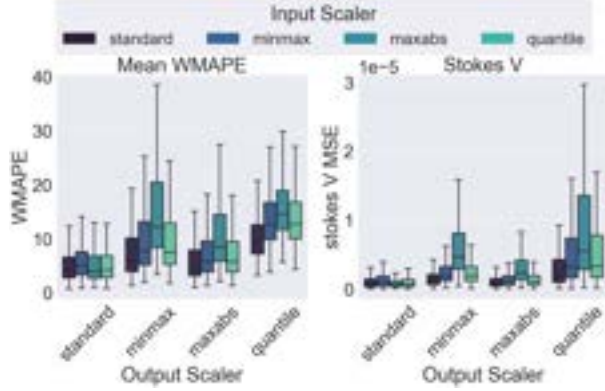 Input Scaler
standard minmax maxabs quantile
Mean WMAPE
WMAPE
40
30
20
10
0
standard minmax maxabs quantile
Output Scaler
Stokes V
1e-5
stokes V MSE
3
2
1
0
standard minmax maxabs quantile
Output Scaler